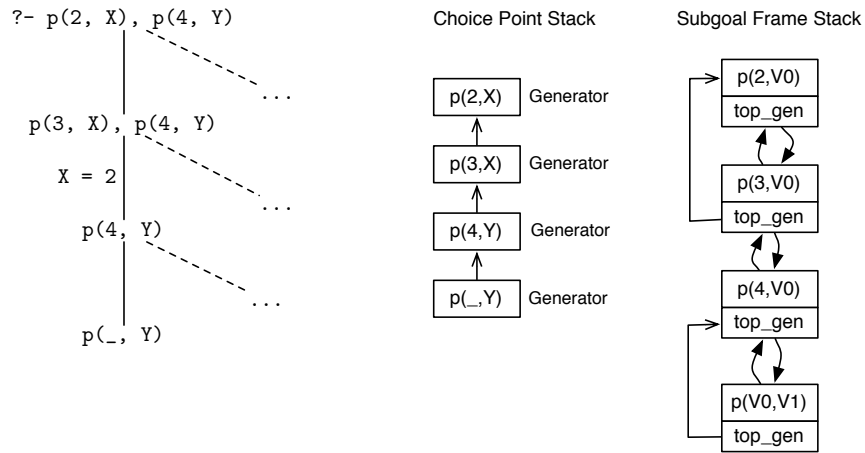 ?- p(2, X), p(4, Y)
...
p(3, X), p(4, Y)
X = 2
...
p(4, Y)
...
p(_, Y)
Choice Point Stack
p(2,X) Generator
p(3,X) Generator
p(4,Y) Generator
p(_,Y) Generator
Subgoal Frame Stack
p(2,V0)
top_gen
p(3,V0)
top_gen
p(4,V0)
top_gen
p(V0,V1)
top_gen